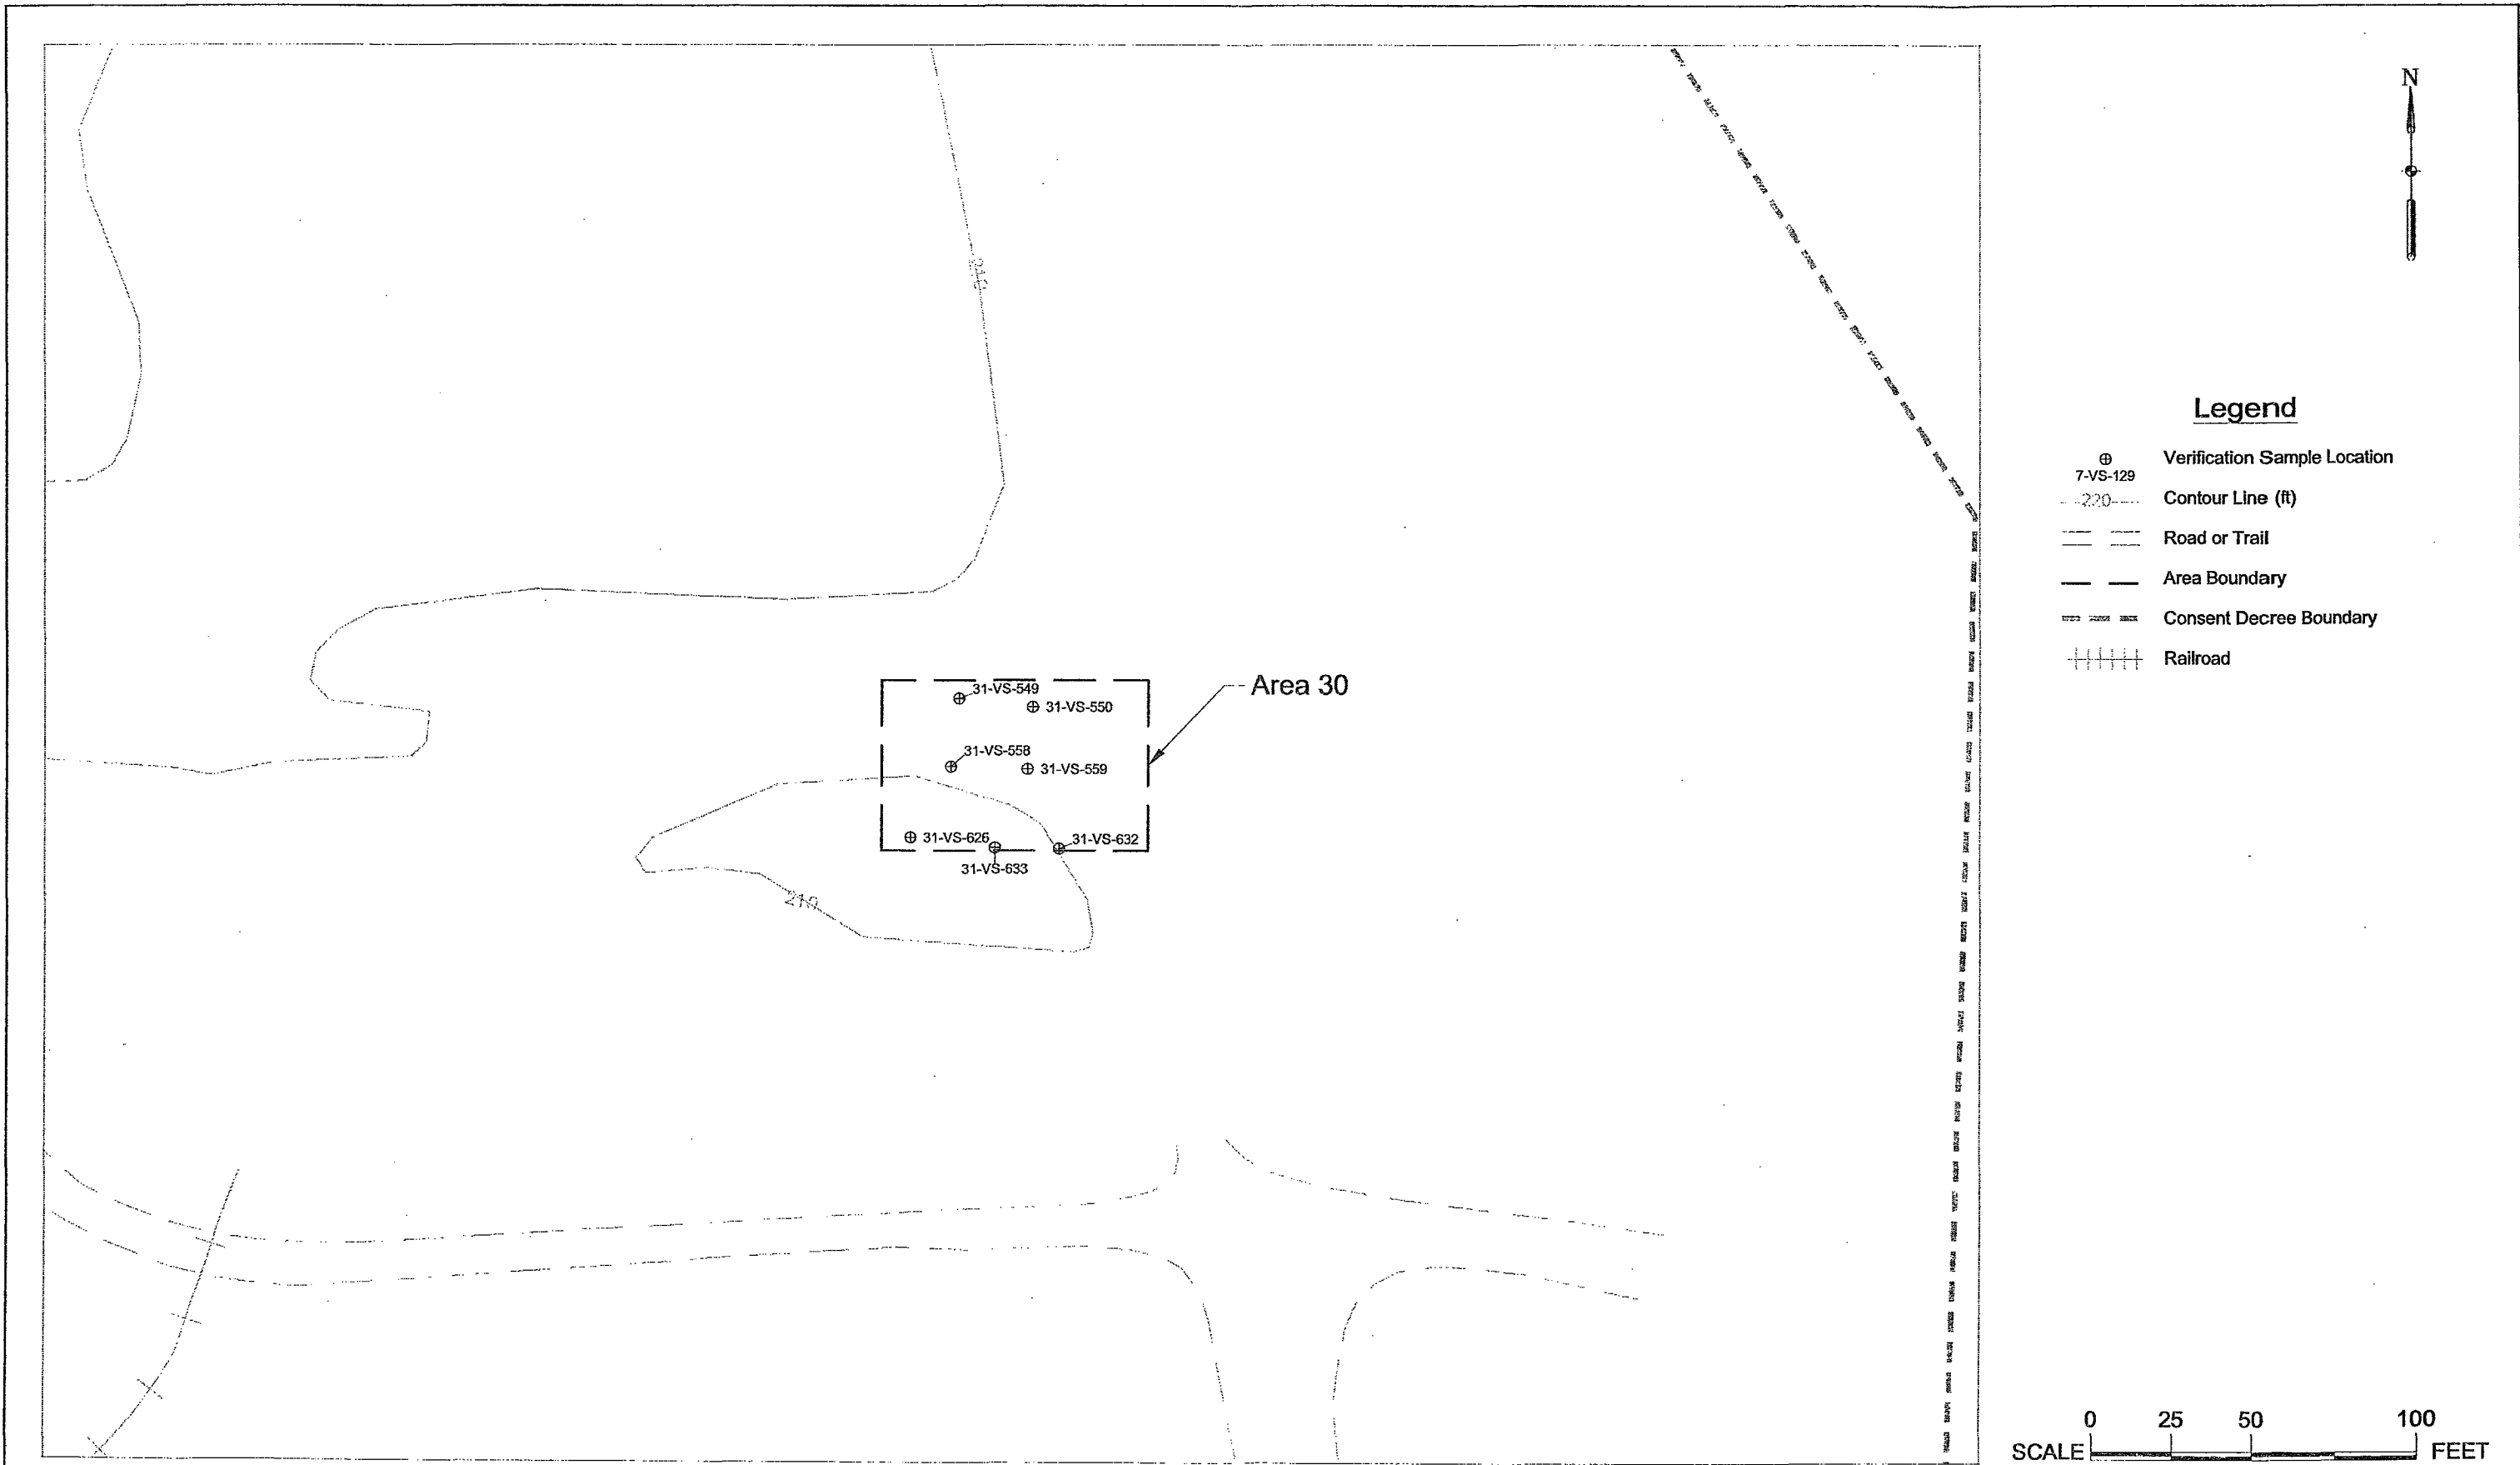 N
210
Legend
7-VS-129
Verification Sample Location
220
Contour Line (ft)
Road or Trail
Area Boundary
Consent Decree Boundary
Railroad
Area 30
31-VS-549
31-VS-550
31-VS-558
31-VS-559
31-VS-626
31-VS-632
31-VS-633
210
0 25 50 100
SCALE FEET